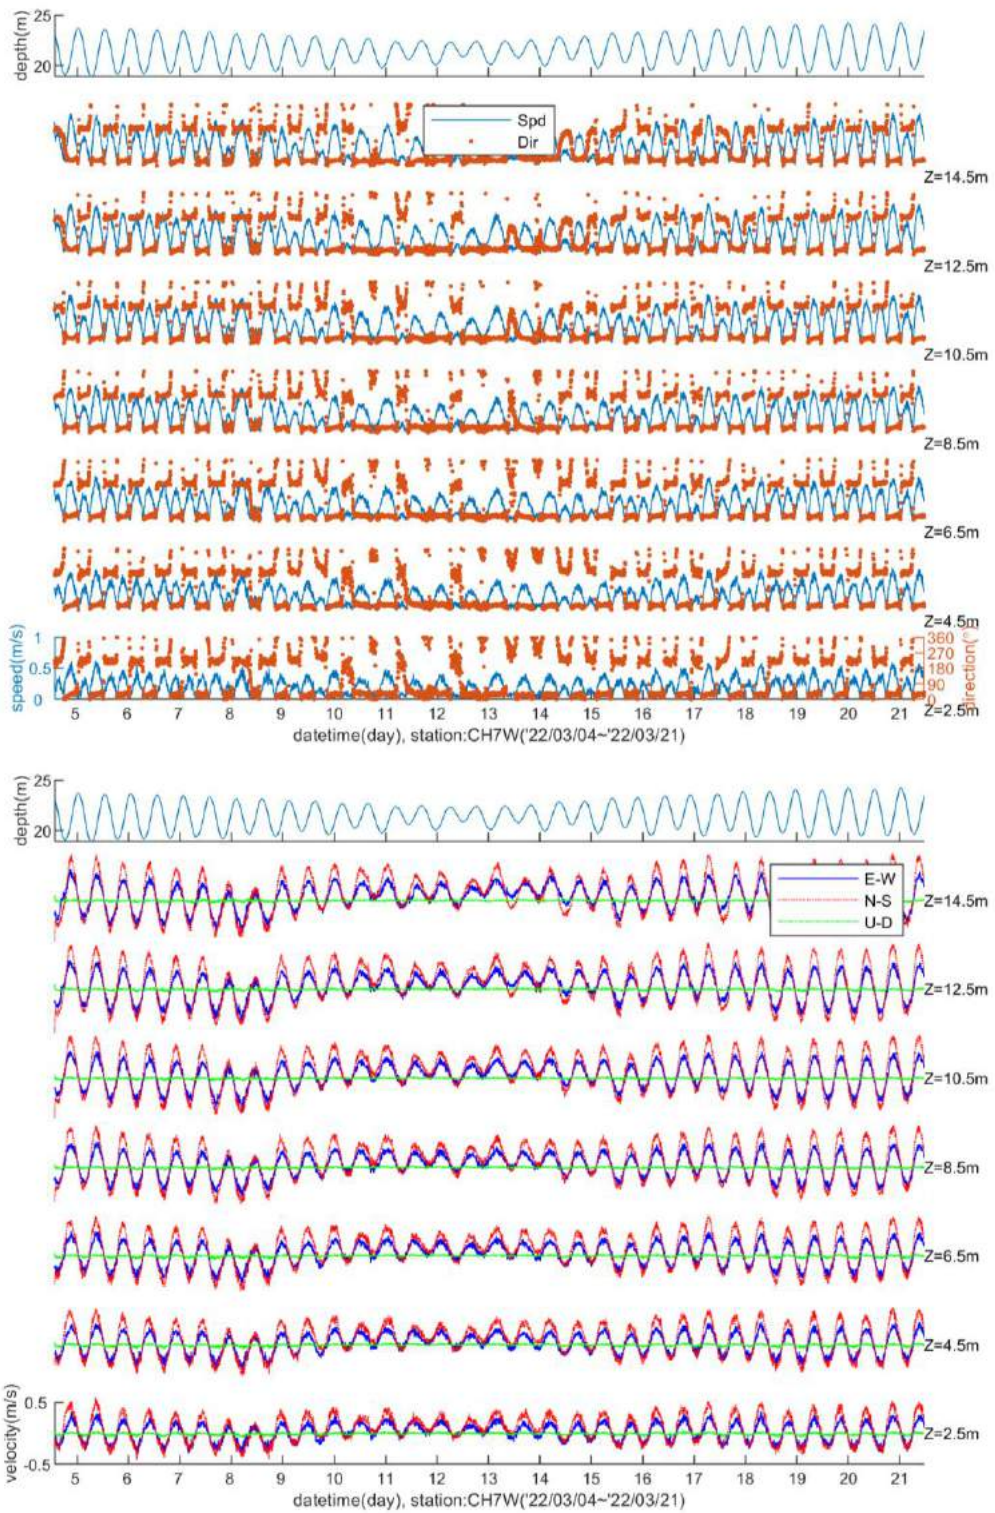 depth(m)
25
20
Spd
Dir
Z=14.5m
Z=12.5m
Z=10.5m
Z=8.5m
Z=6.5m
Z=4.5m
speed(m/s)
1
0.5
0
direction(°)
360
270
180
90
0
Z=2.5m
5 6 7 8 9 10 11 12 13 14 15 16 17 18 19 20 21
datetime(day), station:CH7W('22/03/04~'22/03/21)
depth(m)
25
20
E-W
N-S
U-D
Z=14.5m
Z=12.5m
Z=10.5m
Z=8.5m
Z=6.5m
Z=4.5m
velocity(m/s)
0.5
-0.5
Z=2.5m
5 6 7 8 9 10 11 12 13 14 15 16 17 18 19 20 21
datetime(day), station:CH7W('22/03/04~'22/03/21)